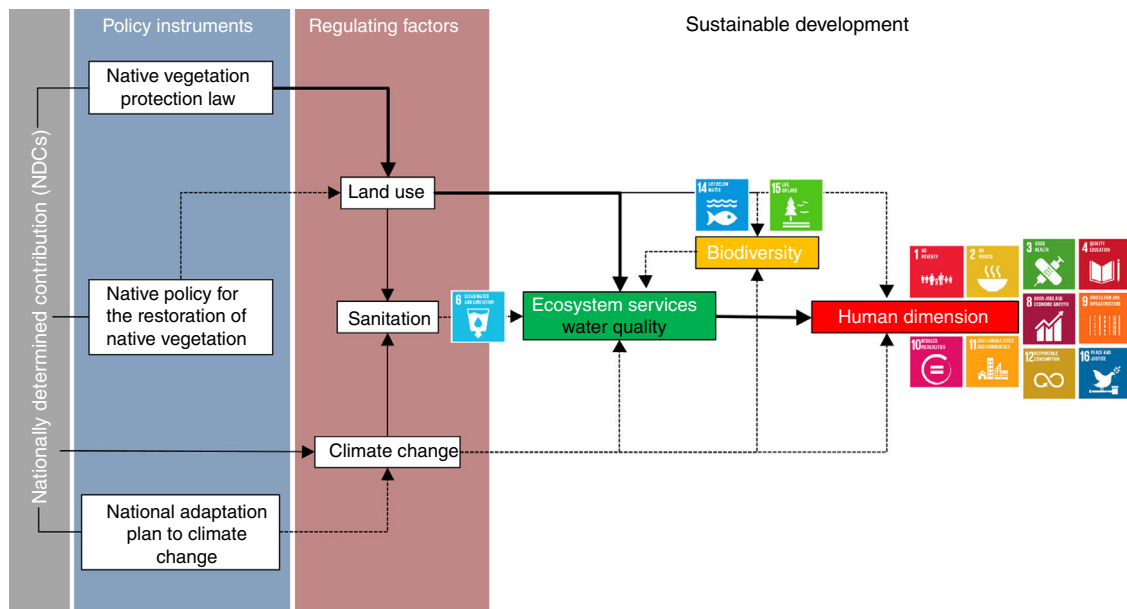 Policy instruments
Regulating factors
Sustainable development
Nationally determined contribution (NDCs)
Native vegetation
protection law
Land use
14 LIFE BELOW
WATER
15 LIFE
ON LAND
Biodiversity
Native policy for
the restoration of
native vegetation
Sanitation
6 CLEAN WATER
AND SANITATION
Ecosystem services
water quality
Human dimension
1 NO
POVERTY
2 NO
HUNGER
3 GOOD
HEALTH
4 QUALITY
EDUCATION
8 GOOD JOBS AND
ECONOMIC GROWTH
9 INNOVATION AND
INFRASTRUCTURE
10 REDUCED
INEQUALITIES
11 SUSTAINABLE CITIES
AND COMMUNITIES
12 RESPONSIBLE
CONSUMPTION
16 PEACE AND
JUSTICE
Climate change
National adaptation
plan to climate
change